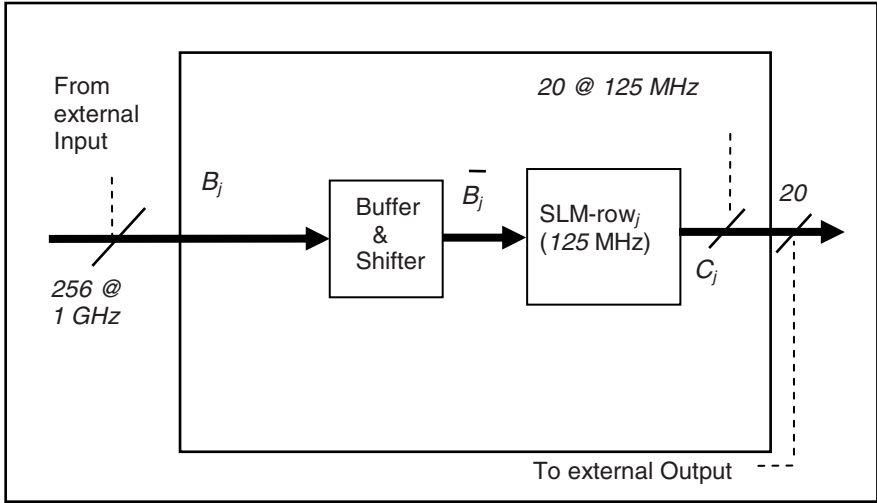 From
external
Input
20 @ 125 MHz
B_j
B̅_j
20
Buffer
&
Shifter
SLM-row_j
(125 MHz)
C_j
256 @
1 GHz
To external Output